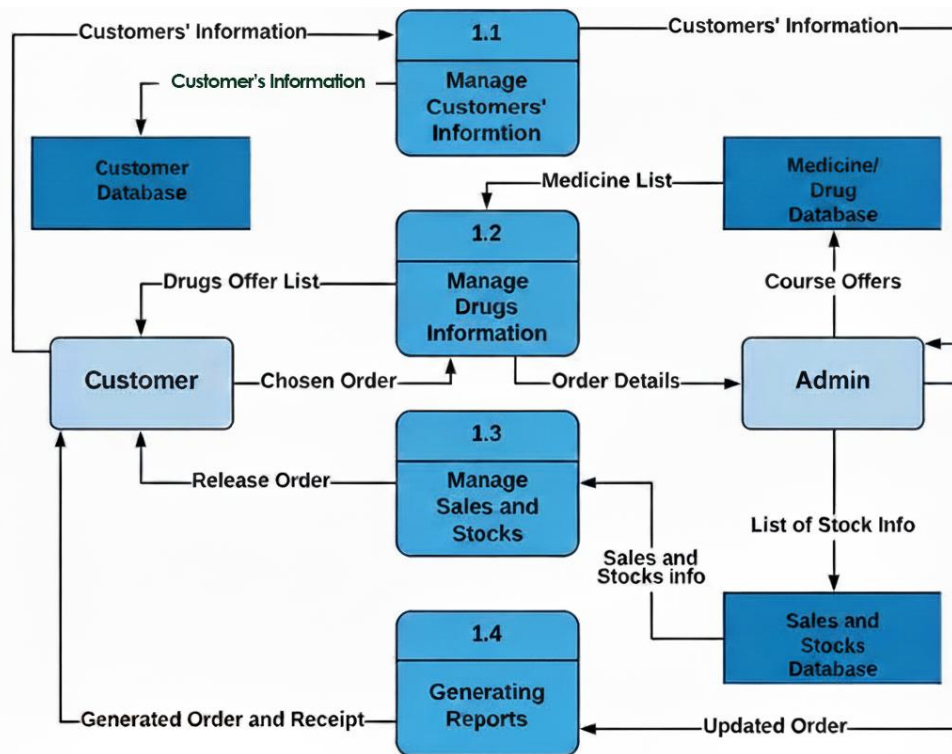 Customers' Information
1.1
Customers' Information
Manage
Customers'
Informtion
Customer's Information
Customer
Database
Medicine List
Medicine/
Drug
Database
1.2
Manage
Drugs
Information
Drugs Offer List
Course Offers
Customer
Chosen Order
Order Details
Admin
1.3
Manage
Sales and
Stocks
Release Order
List of Stock Info
Sales and
Stocks info
Sales and
Stocks
Database
1.4
Generating
Reports
Generated Order and Receipt
Updated Order